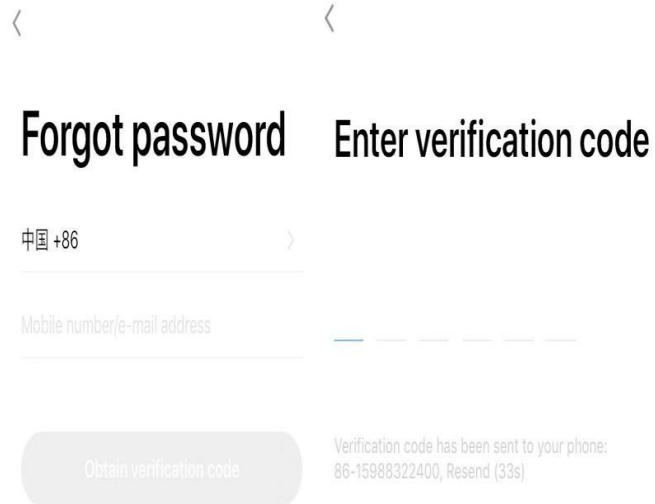 Forgot password
中国 +86
Mobile number/e-mail address
Obtain verification code
Enter verification code
Verification code has been sent to your phone:
86-15988322400, Resend (33s)